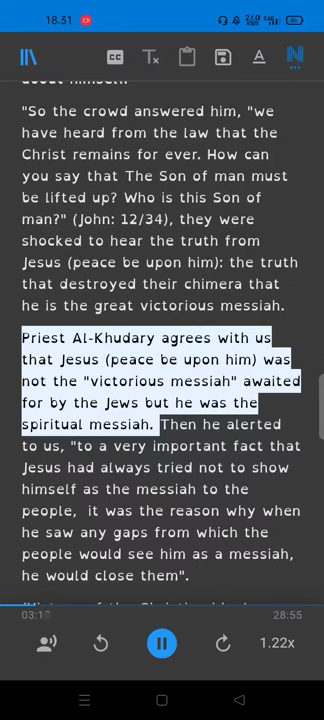 18.31
CC
about himself.
"So the crowd answered him, "we
have heard from the law that the
Christ remains for ever. How can
you say that The Son of man must
be lifted up? Who is this Son of
man?" (John: 12/34), they were
shocked to hear the truth from
Jesus (peace be upon him): the truth
that destroyed their chimera that
he is the great victorious messiah.
Priest Al-Khudary agrees with us
that Jesus (peace be upon him) was
not the "victorious messiah" awaited
for by the Jews but he was the
spiritual messiah. Then he alerted
to us, "to a very important fact that
Jesus had always tried not to show
himself as the messiah to the
people, it was the reason why when
he saw any gaps from which the
people would see him as a messiah,
he would close them".
28:55
1.22x